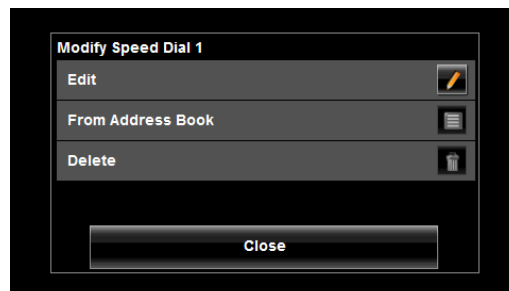 Modify Speed Dial 1
Edit
From Address Book
Delete
Close